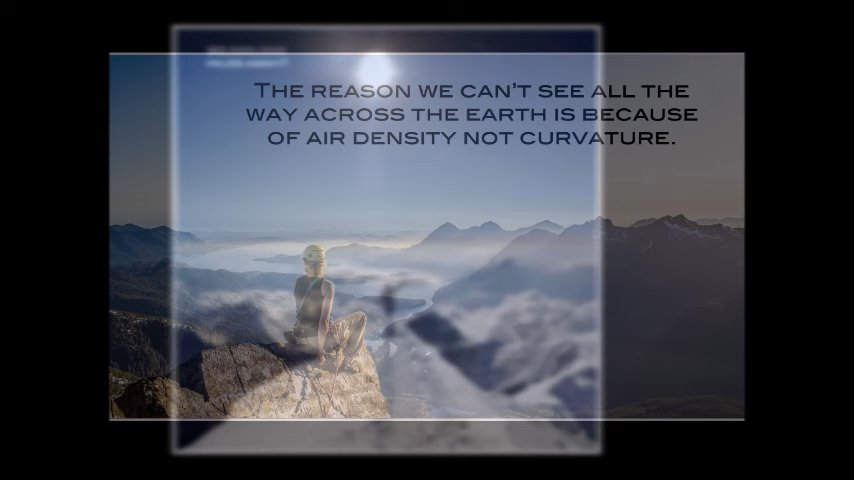 The reason we can't see all the
way across the Earth is because
of air density not curvature.